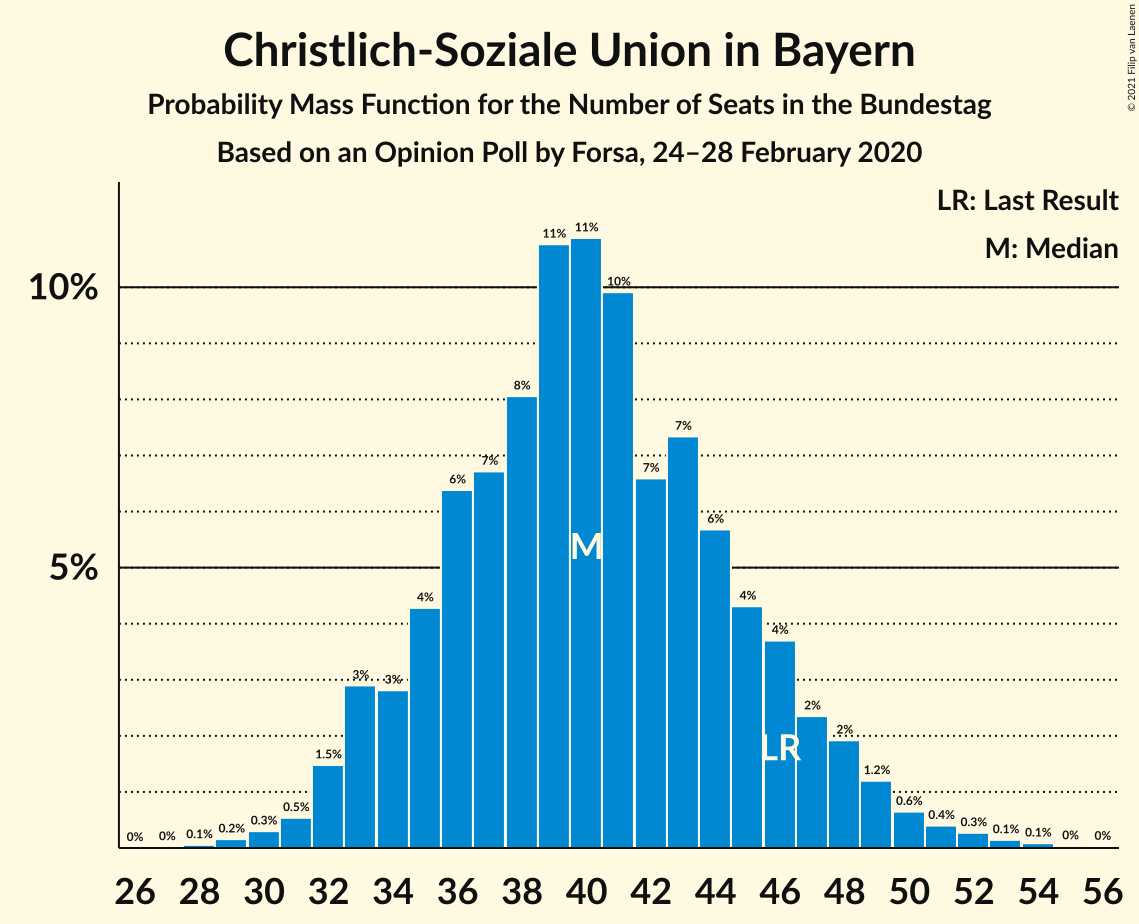 Christlich-Soziale Union in Bayern
Probability Mass Function for the Number of Seats in the Bundestag
Based on an Opinion Poll by Forsa, 24–28 February 2020
© 2021 Filip van Laenen
LR: Last Result
M: Median
10%
5%
0% 0% 0.1% 0.2% 0.3% 0.5% 1.5% 3% 3% 4% 6% 7% 8% 11% 11% 10% 7% 7% 6% 4% 4% 2% 2% 1.2% 0.6% 0.4% 0.3% 0.1% 0.1% 0% 0%
M
LR
26 28 30 32 34 36 38 40 42 44 46 48 50 52 54 56